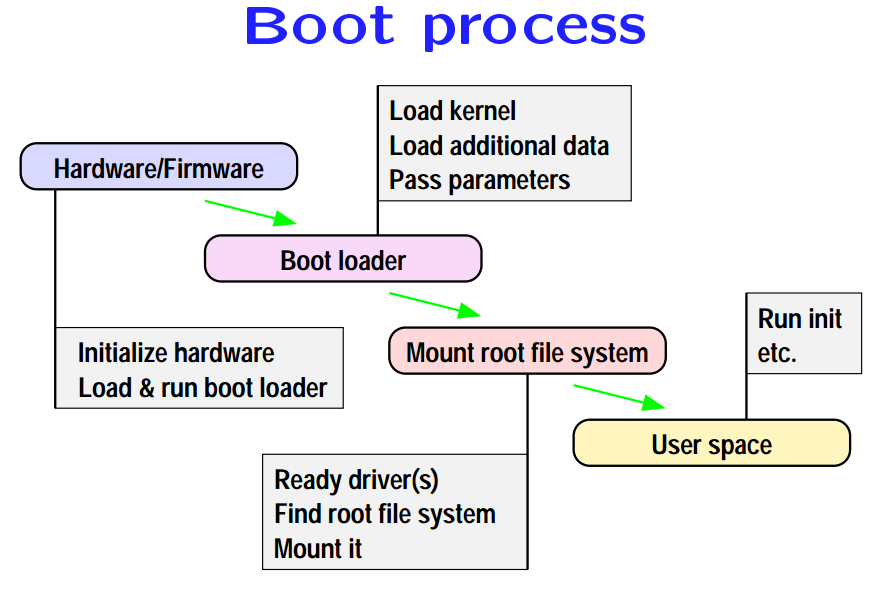 Boot process
Hardware/Firmware
Initialize hardware
Load & run boot loader
Load kernel
Load additional data
Pass parameters
Boot loader
Mount root file system
Ready driver(s)
Find root file system
Mount it
Run init
etc.
User space